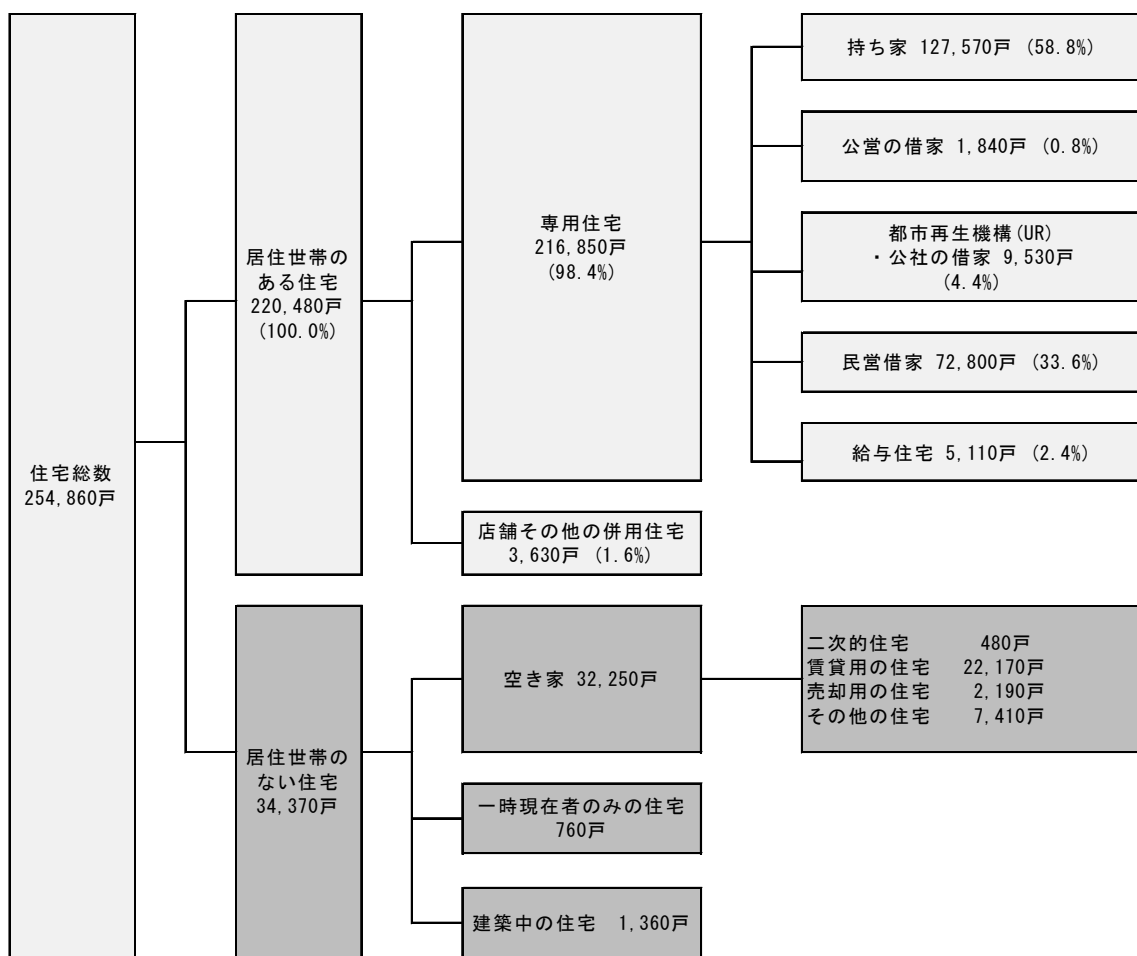 住宅総数
254,860戸
居住世帯の
ある住宅
220,480戸
(100.0%)
専用住宅
216,850戸
(98.4%)
持ち家 127,570戸 (58.8%)
公営の借家 1,840戸 (0.8%)
都市再生機構(UR)
・公社の借家 9,530戸
(4.4%)
民営借家 72,800戸 (33.6%)
給与住宅 5,110戸 (2.4%)
店舗その他の併用住宅
3,630戸 (1.6%)
居住世帯の
ない住宅
34,370戸
空き家 32,250戸
二次的住宅 480戸
賃貸用の住宅 22,170戸
売却用の住宅 2,190戸
その他の住宅 7,410戸
一時現在者のみの住宅
760戸
建築中の住宅 1,360戸